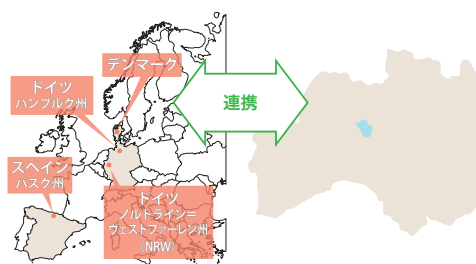 デンマーク
ドイツ
ハンブルク州
連携
スペイン
バスク州
ドイツ
ノルトライン=
ヴェストファーレン州
(NRW)